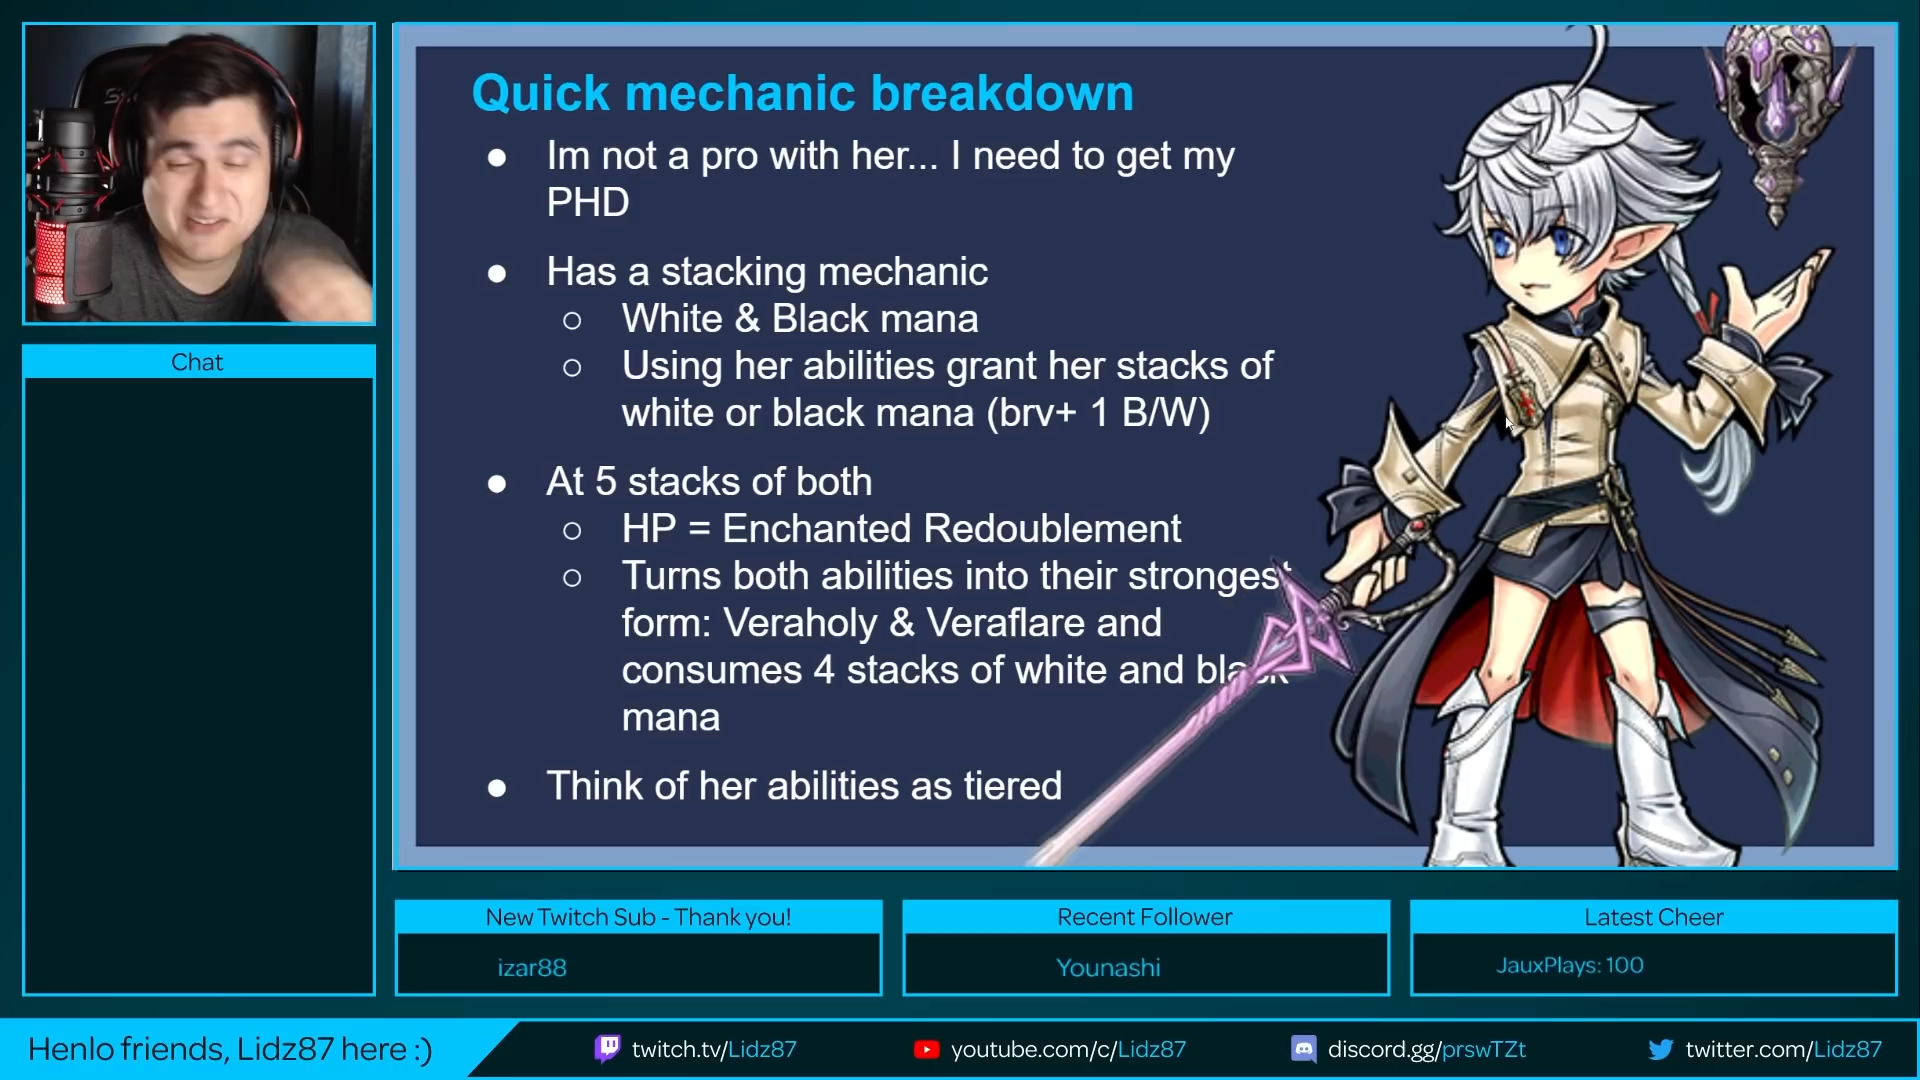 Quick mechanic breakdown
● Im not a pro with her... I need to get my
PHD
● Has a stacking mechanic
○ White & Black mana
○ Using her abilities grant her stacks of
white or black mana (brv+ 1 B/W)
● At 5 stacks of both
○ HP = Enchanted Redoublement
○ Turns both abilities into their strongest
form: Veraholy & Veraflare and
consumes 4 stacks of white and black
mana
● Think of her abilities as tiered
Chat
New Twitch Sub - Thank you!
izar88
Recent Follower
Younashi
Latest Cheer
JauxPlays: 100
Henlo friends, Lidz87 here :)
twitch.tv/Lidz87
youtube.com/c/Lidz87
discord.gg/prswTZt
twitter.com/Lidz87